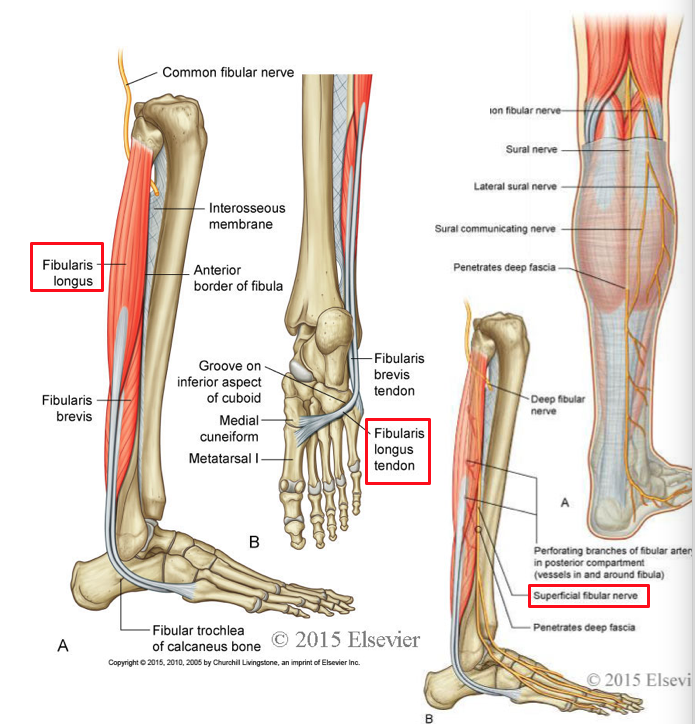 Common fibular nerve
Interosseous
membrane
Fibularis
longus
Anterior
border of fibula
Fibularis
brevis
Groove on
inferior aspect
of cuboid
Medial
cuneiform
Metatarsal I
Fibularis
brevis
tendon
Fibularis
longus
tendon
B
Fibular trochlea
of calcaneus bone
A
© 2015 Elsevier
Copyright © 2015, 2010, 2005 by Churchill Livingstone, an imprint of Elsevier Inc.
non fibular nerve
Sural nerve
Lateral sural nerve
Sural communicating nerve
Penetrates deep fascia
Deep fibular
nerve
A
Perforating branches of fibular arter
in posterior compartment
(vessels in and around fibula)
Superficial fibular nerve
Penetrates deep fascia
© 2015 Elsevi
B